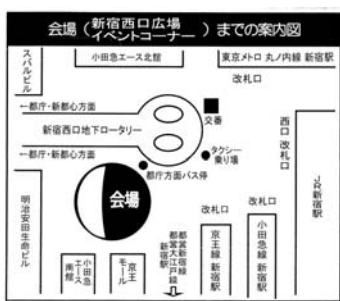 会場（新宿西口広場 イベントコーナー）までの案内図
スバルビル
小田急エース北館
東京メトロ 丸ノ内線 新宿駅
改札口
←都庁・新都心方面
新宿西口地下ロータリー
←都庁・新都心方面
交番
タクシー乗り場
都庁方面バス停
西口 改札口
JR新宿駅
会場
明治安田生命ビル
小田急エース南館
京王モール
都営新宿線
都営大江戸線
新宿駅
改札口
京王線 新宿駅
改札口
小田急線 新宿駅